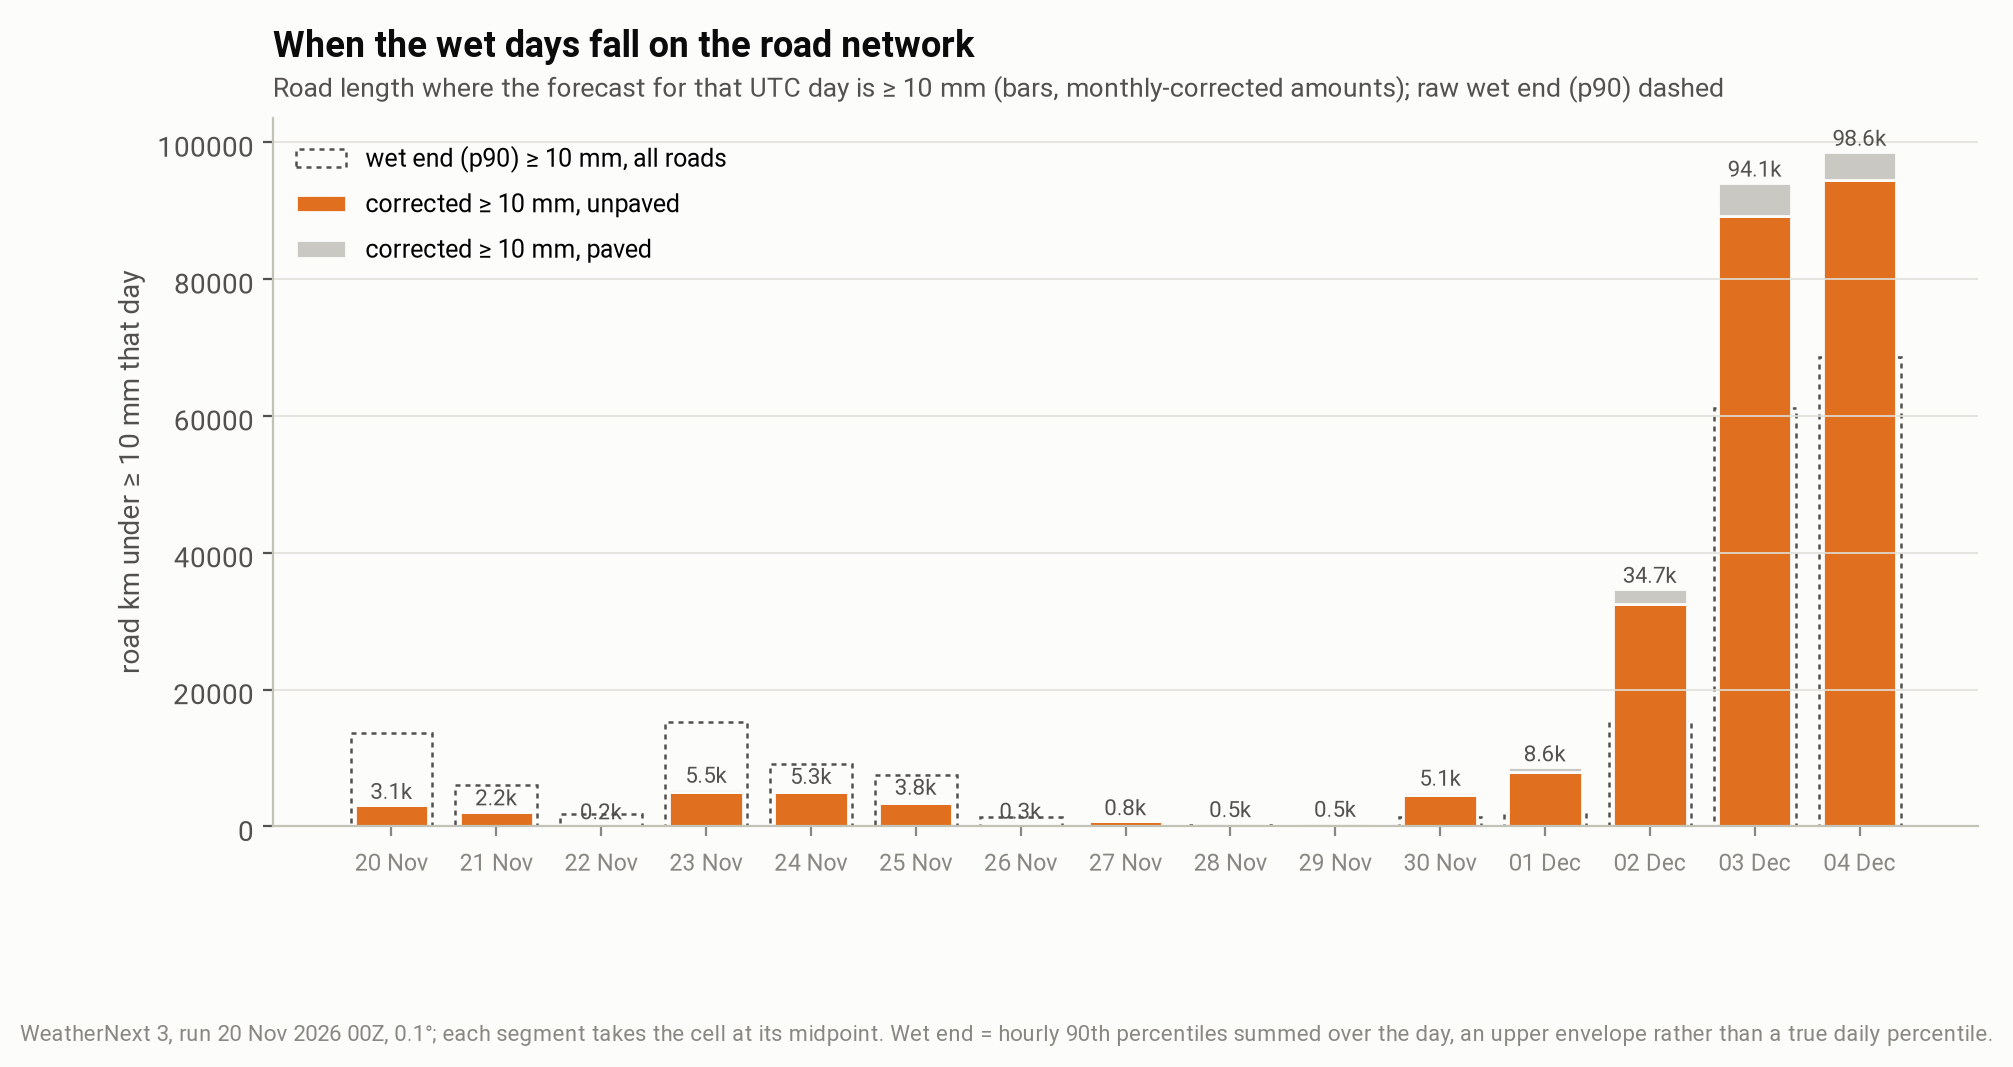 When the wet days fall on the road network
Road length where the forecast for that UTC day is ≥ 10 mm (bars, monthly-corrected amounts); raw wet end (p90) dashed
wet end (p90) ≥ 10 mm, all roads
corrected ≥ 10 mm, unpaved
corrected ≥ 10 mm, paved
road km under ≥ 10 mm that day
100000
80000
60000
40000
20000
0
3.1k
2.2k
0.2k
5.5k
5.3k
3.8k
0.3k
0.8k
0.5k
0.5k
5.1k
8.6k
34.7k
94.1k
98.6k
20 Nov
21 Nov
22 Nov
23 Nov
24 Nov
25 Nov
26 Nov
27 Nov
28 Nov
29 Nov
30 Nov
01 Dec
02 Dec
03 Dec
04 Dec
WeatherNext 3, run 20 Nov 2026 00Z, 0.1°; each segment takes the cell at its midpoint. Wet end = hourly 90th percentiles summed over the day, an upper envelope rather than a true daily percentile.